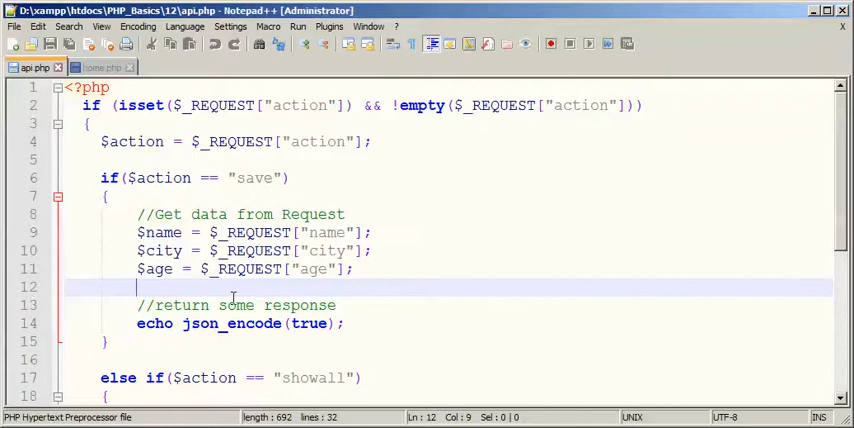 D:\xampp\htdocs\PHP_Basics\12\api.php - Notepad++ [Administrator]
File Edit Search View Encoding Language Settings Macro Run Plugins Window ?
X
api.php home.php
1 <?php
2 if (isset($_REQUEST["action"]) && !empty($_REQUEST["action"]))
3 {
4 $action = $_REQUEST["action"];
5
6 if($action == "save")
7 {
8 //Get data from Request
9 $name = $_REQUEST["name"];
10 $city = $_REQUEST["city"];
11 $age = $_REQUEST["age"];
12
13 //return some response
14 echo json_encode(true);
15 }
16
17 else if($action == "showall")
18 {
PHP Hypertext Preprocessor file length : 692 lines : 32 Ln : 12 Col : 9 Sel : 0 | 0 UNIX UTF-8 INS